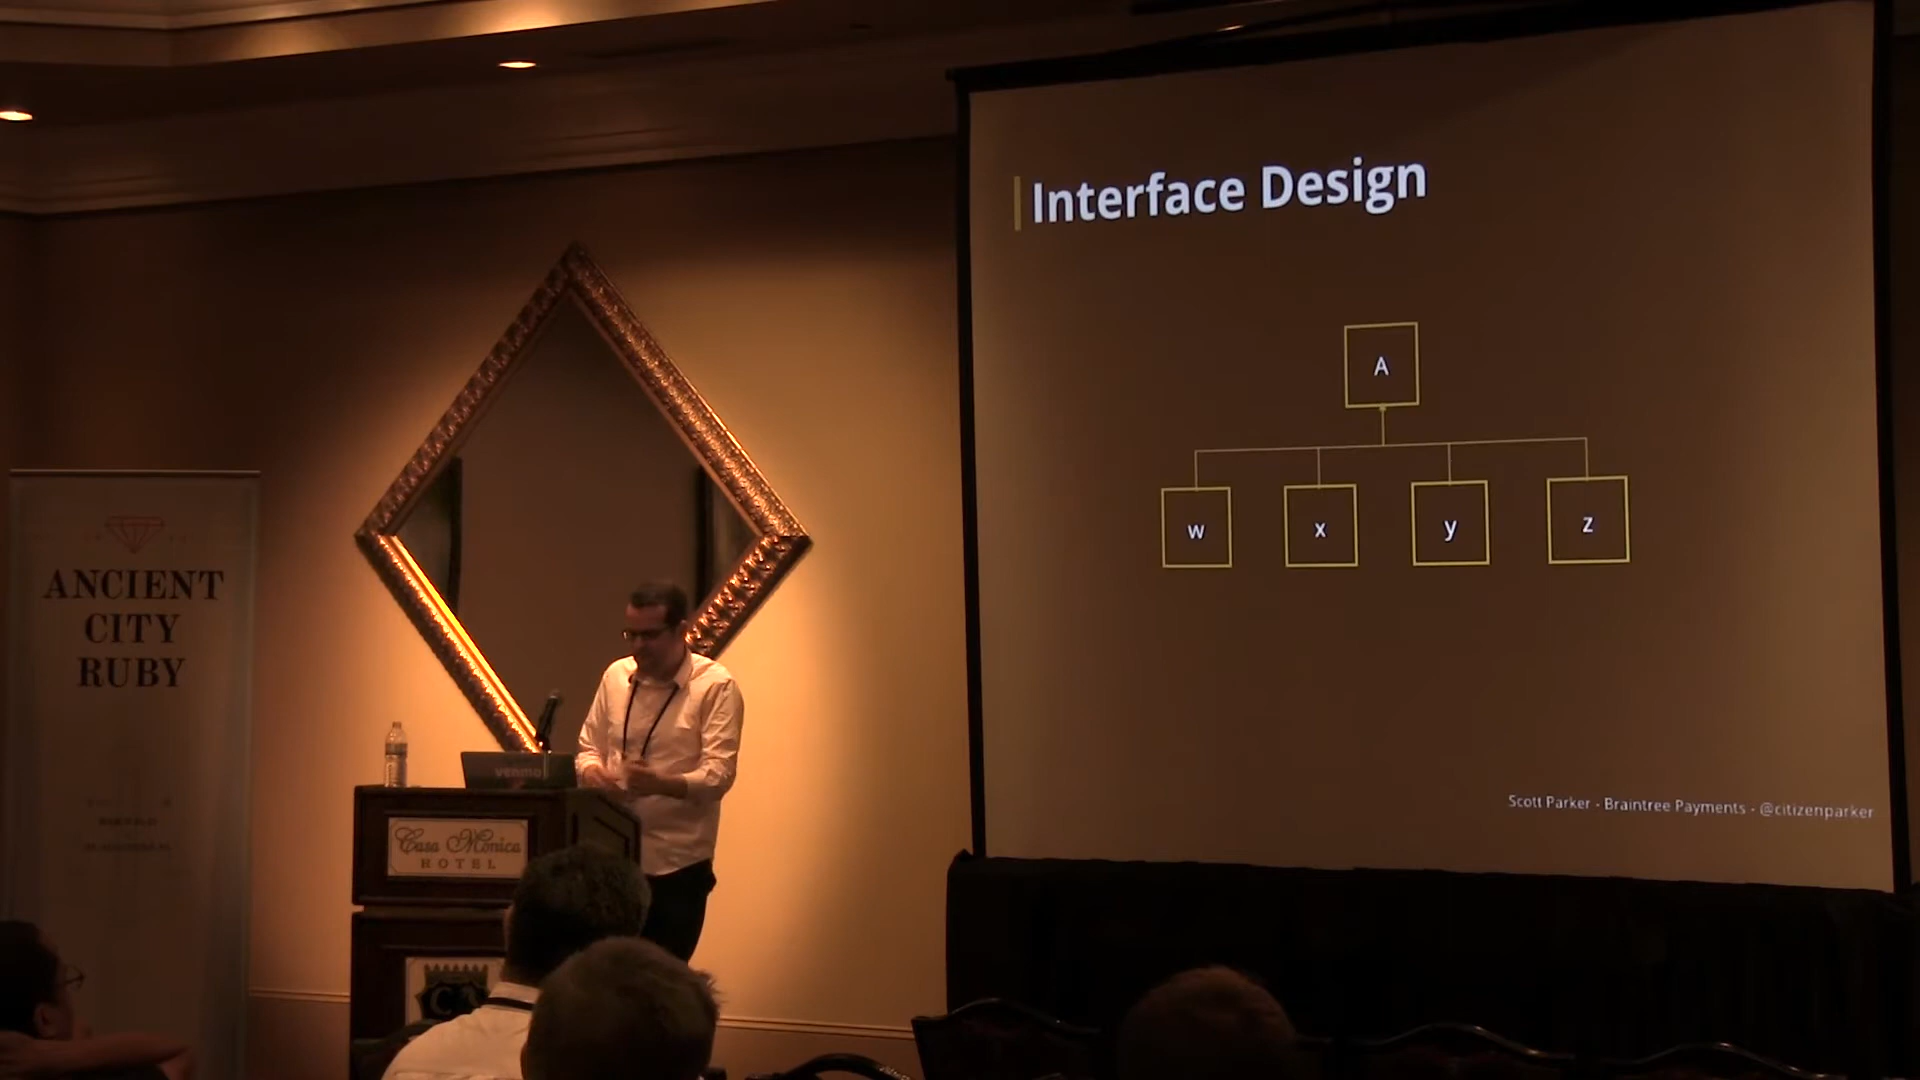 Interface Design
A
w
x
y
z
Scott Parker - Braintree Payments - @citizenparker
ANCIENT
CITY
RUBY
venmo
Casa Monica
HOTEL